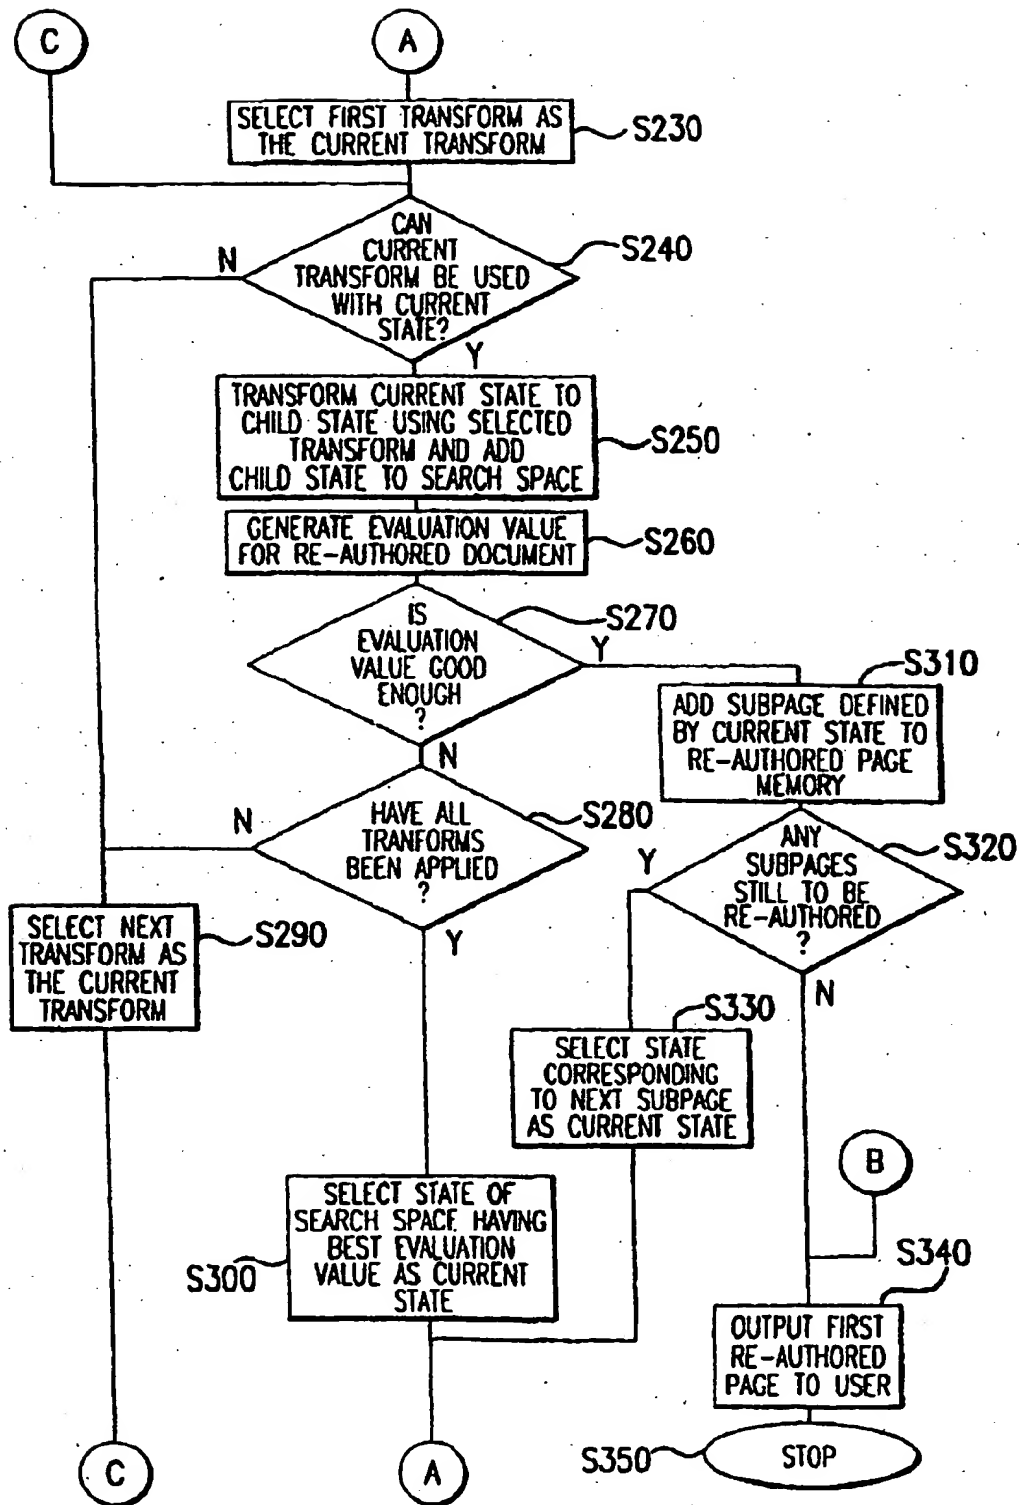 C
A
SELECT FIRST TRANSFORM AS
THE CURRENT TRANSFORM
S230
CAN
CURRENT
TRANSFORM BE USED
WITH CURRENT
STATE?
S240
N
Y
TRANSFORM CURRENT STATE TO
CHILD STATE USING SELECTED
TRANSFORM AND ADD
CHILD STATE TO SEARCH SPACE
S250
GENERATE EVALUATION VALUE
FOR RE-AUTHORED DOCUMENT
S260
IS
EVALUATION
VALUE GOOD
ENOUGH
?
S270
Y
N
S310
ADD SUBPAGE DEFINED
BY CURRENT STATE TO
RE-AUTHORED PAGE
MEMORY
HAVE ALL
TRANFORMS
BEEN APPLIED
?
S280
N
Y
ANY
SUBPAGES
STILL TO BE
RE-AUTHORED
?
S320
Y
N
SELECT NEXT
TRANSFORM AS
THE CURRENT
TRANSFORM
S290
S330
SELECT STATE
CORRESPONDING
TO NEXT SUBPAGE
AS CURRENT STATE
B
SELECT STATE OF
SEARCH SPACE HAVING
BEST EVALUATION
VALUE AS CURRENT
STATE
S300
S340
OUTPUT FIRST
RE-AUTHORED
PAGE TO USER
S350
STOP
C
A